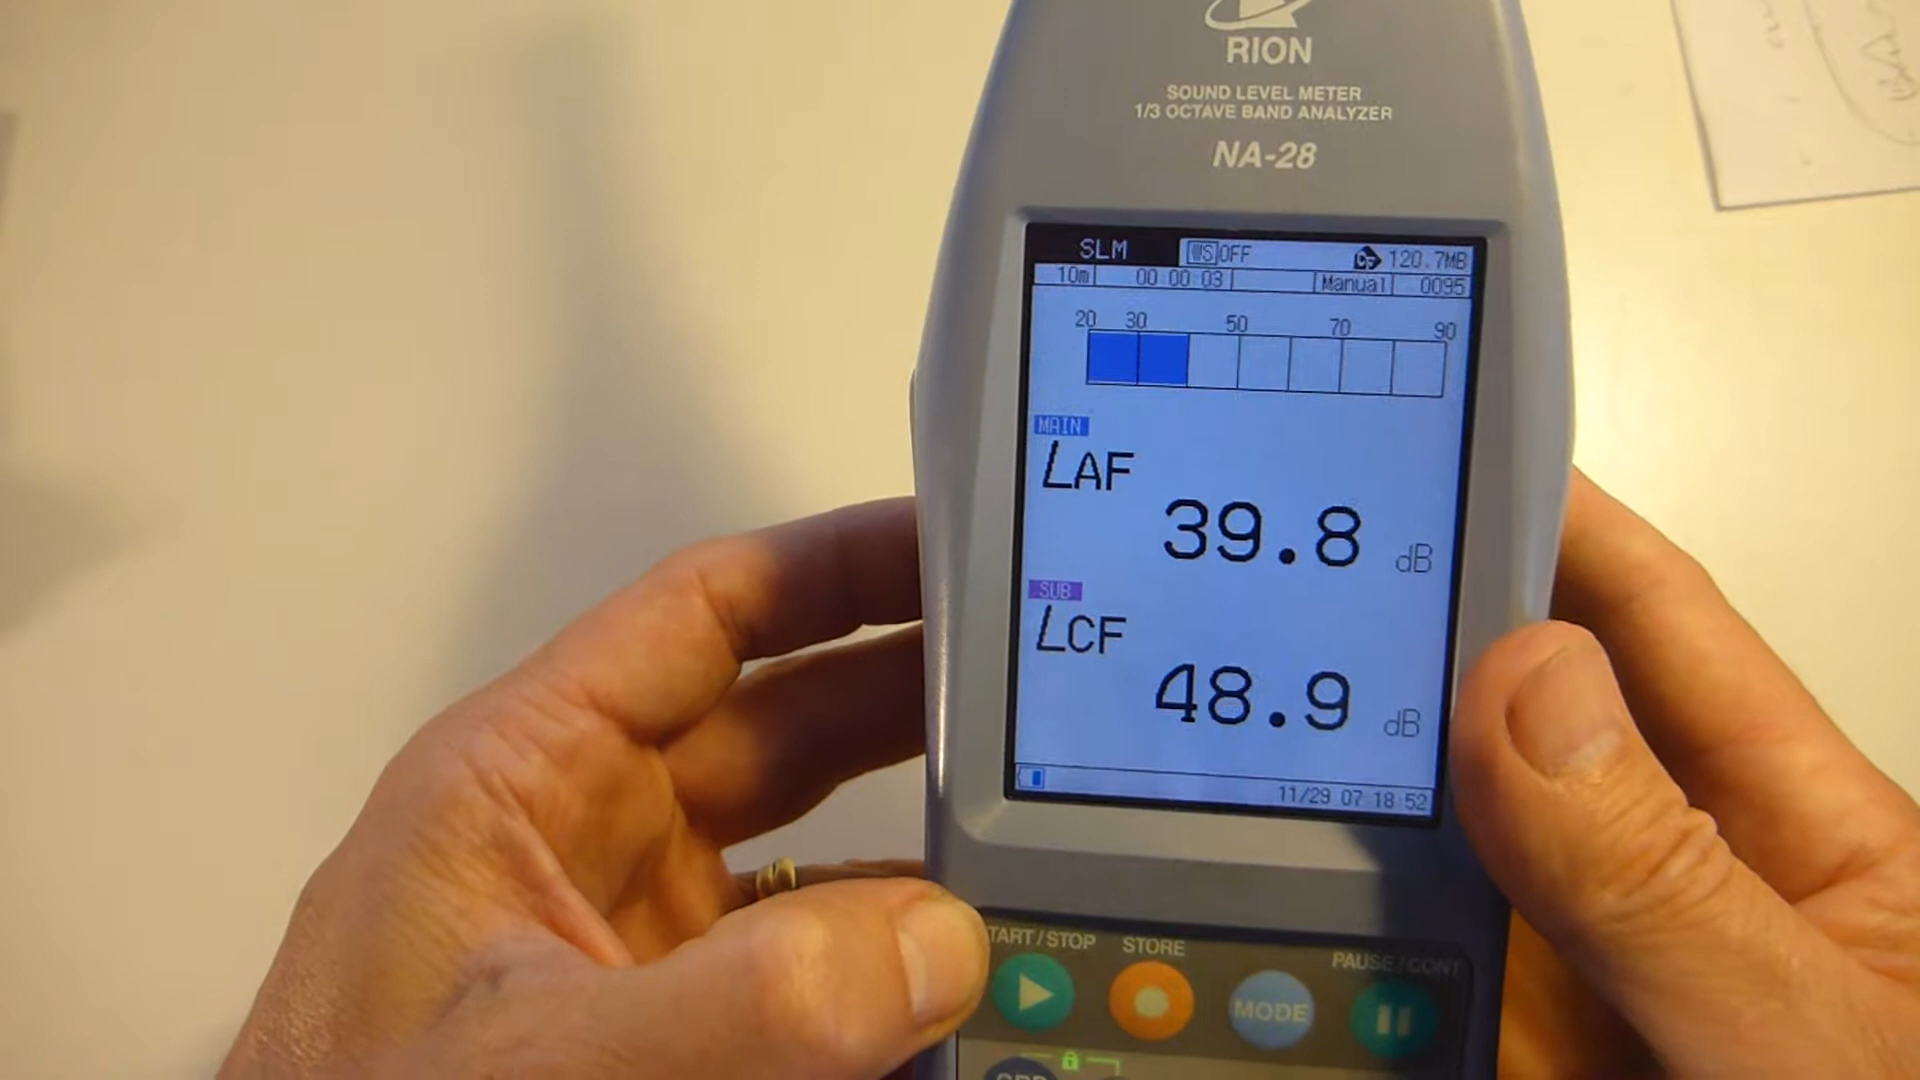 RION
SOUND LEVEL METER
1/3 OCTAVE BAND ANALYZER
NA-28
SLM WS OFF CF 120.7MB
10m 00 00 03 Manual 0095
20 30 50 70 90
MAIN
LAF
39.8 dB
SUB
LCF
48.9 dB
11/29 07 18 52
TART/STOP STORE PAUSE/CONT
MODE